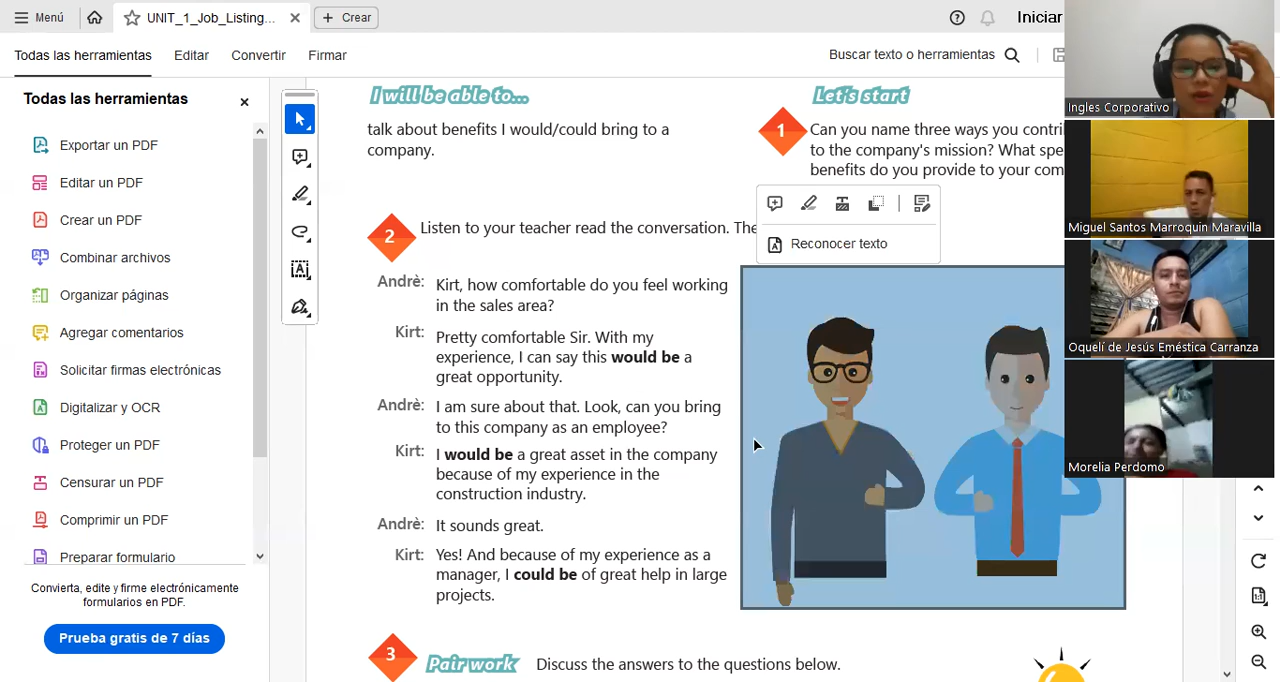 Menú
UNIT_1_Job_Listing...
Crear
Iniciar
Todas las herramientas
Editar
Convertir
Firmar
Buscar texto o herramientas
Todas las herramientas
Exportar un PDF
Editar un PDF
Crear un PDF
Combinar archivos
Organizar páginas
Agregar comentarios
Solicitar firmas electrónicas
Digitalizar y OCR
Proteger un PDF
Censurar un PDF
Comprimir un PDF
Preparar formulario
Convierta, edite y firme electrónicamente
formularios en PDF.
Prueba gratis de 7 días
I will be able to...
talk about benefits I would/could bring to a
company.
Let's start
1
Can you name three ways you contri
to the company's mission? What spe
benefits do you provide to your com
Reconocer texto
2
Listen to your teacher read the conversation. The
Andrè: Kirt, how comfortable do you feel working
in the sales area?
Kirt: Pretty comfortable Sir. With my
experience, I can say this would be a
great opportunity.
Andrè: I am sure about that. Look, can you bring
to this company as an employee?
Kirt: I would be a great asset in the company
because of my experience in the
construction industry.
Andrè: It sounds great.
Kirt: Yes! And because of my experience as a
manager, I could be of great help in large
projects.
3
Pair work
Discuss the answers to the questions below.
Ingles Corporativo
Miguel Santos Marroquin Maravilla
Oquelí de Jesús Eméstica Carranza
Morelia Perdomo